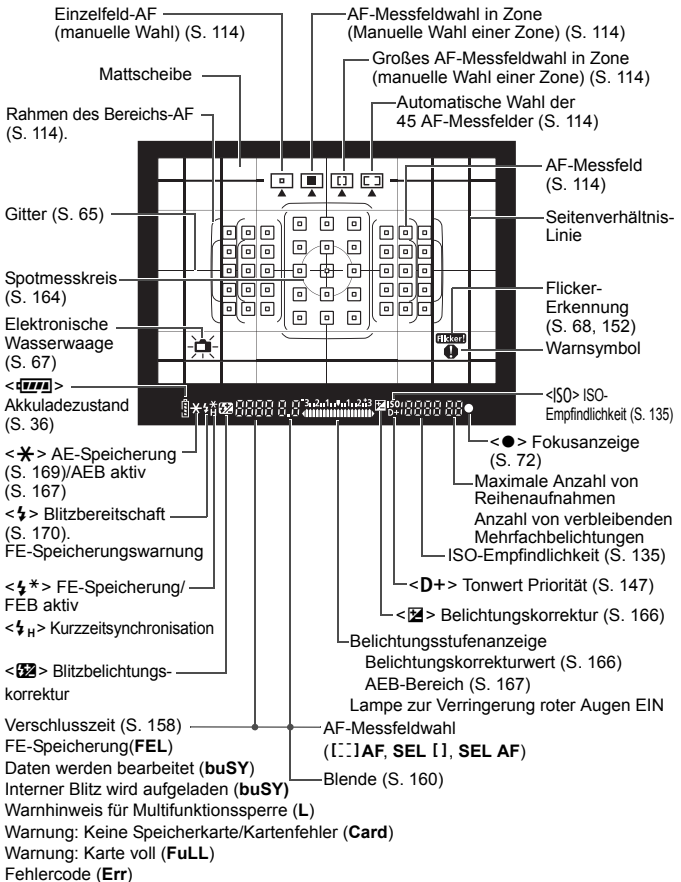 Einzelfeld-AF
(manuelle Wahl) (S. 114)
AF-Messfeldwahl in Zone
(Manuelle Wahl einer Zone) (S. 114)
Großes AF-Messfeldwahl in Zone
(manuelle Wahl einer Zone) (S. 114)
Mattscheibe
Automatische Wahl der
45 AF-Messfelder (S. 114)
Rahmen des Bereichs-AF
(S. 114).
AF-Messfeld
(S. 114)
Gitter (S. 65)
Seitenverhältnis-
Linie
Spotmesskreis
(S. 164)
Flicker-
Erkennung
(S. 68, 152)
Elektronische
Wasserwaage
(S. 67)
Flicker!
Warnsymbol
< >
Akkuladezustand
(S. 36)
<ISO> ISO-
Empfindlichkeit (S. 135)
<✱> AE-Speicherung
(S. 169)/AEB aktiv
(S. 167)
<●> Fokusanzeige
(S. 72)
<⚡> Blitzbereitschaft
(S. 170).
FE-Speicherungswarnung
Maximale Anzahl von
Reihenaufnahmen
Anzahl von verbleibenden
Mehrfachbelichtungen
ISO-Empfindlichkeit (S. 135)
<⚡*> FE-Speicherung/
FEB aktiv
<D+> Tonwert Priorität (S. 147)
<⚡H> Kurzzeitsynchronisation
< > Belichtungskorrektur (S. 166)
< > Blitzbelichtungs-
korrektur
Belichtungsstufenanzeige
Belichtungskorrekturwert (S. 166)
AEB-Bereich (S. 167)
Lampe zur Verringerung roter Augen EIN
Verschlusszeit (S. 158)
FE-Speicherung(FEL)
Daten werden bearbeitet (buSY)
Interner Blitz wird aufgeladen (buSY)
Warnhinweis für Multifunktionssperre (L)
Warnung: Keine Speicherkarte/Kartenfehler (Card)
Warnung: Karte voll (FuLL)
Fehlercode (Err)
AF-Messfeldwahl
([ ] AF, SEL [ ], SEL AF)
Blende (S. 160)